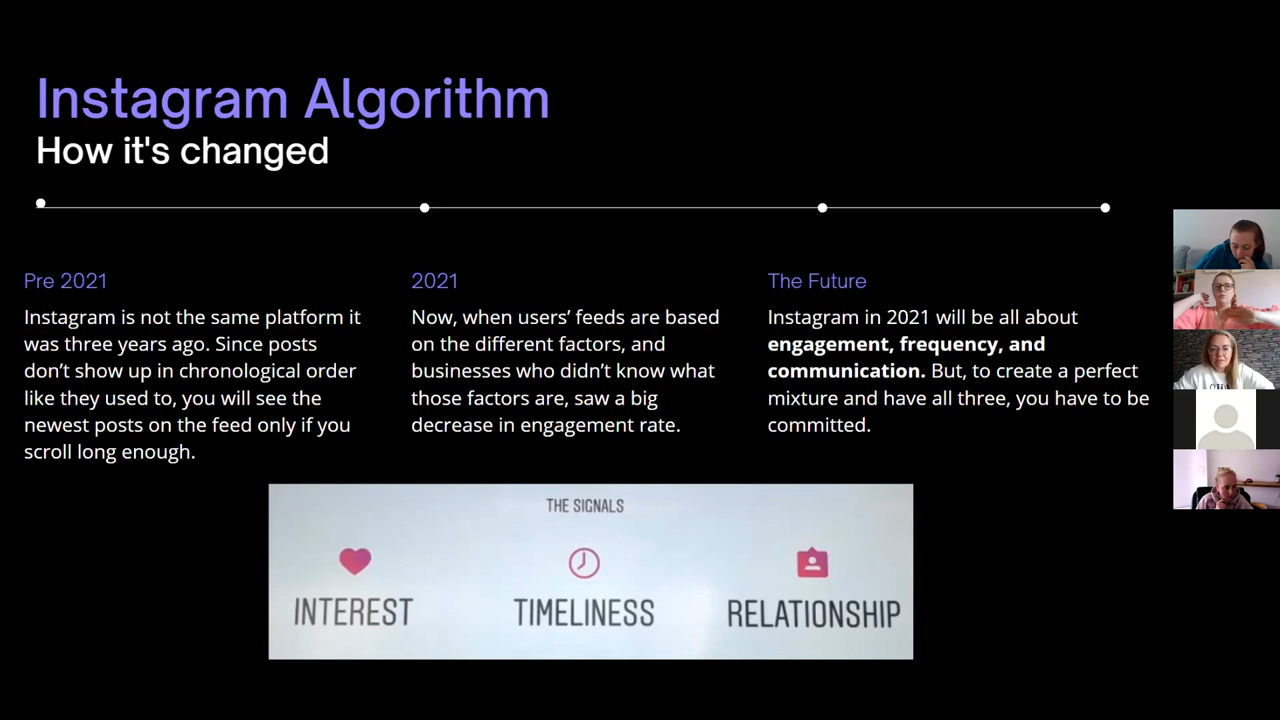 Instagram Algorithm
How it's changed
Pre 2021
Instagram is not the same platform it
was three years ago. Since posts
don’t show up in chronological order
like they used to, you will see the
newest posts on the feed only if you
scroll long enough.
2021
Now, when users’ feeds are based
on the different factors, and
businesses who didn’t know what
those factors are, saw a big
decrease in engagement rate.
The Future
Instagram in 2021 will be all about
engagement, frequency, and
communication. But, to create a perfect
mixture and have all three, you have to be
committed.
THE SIGNALS
INTEREST
TIMELINESS
RELATIONSHIP